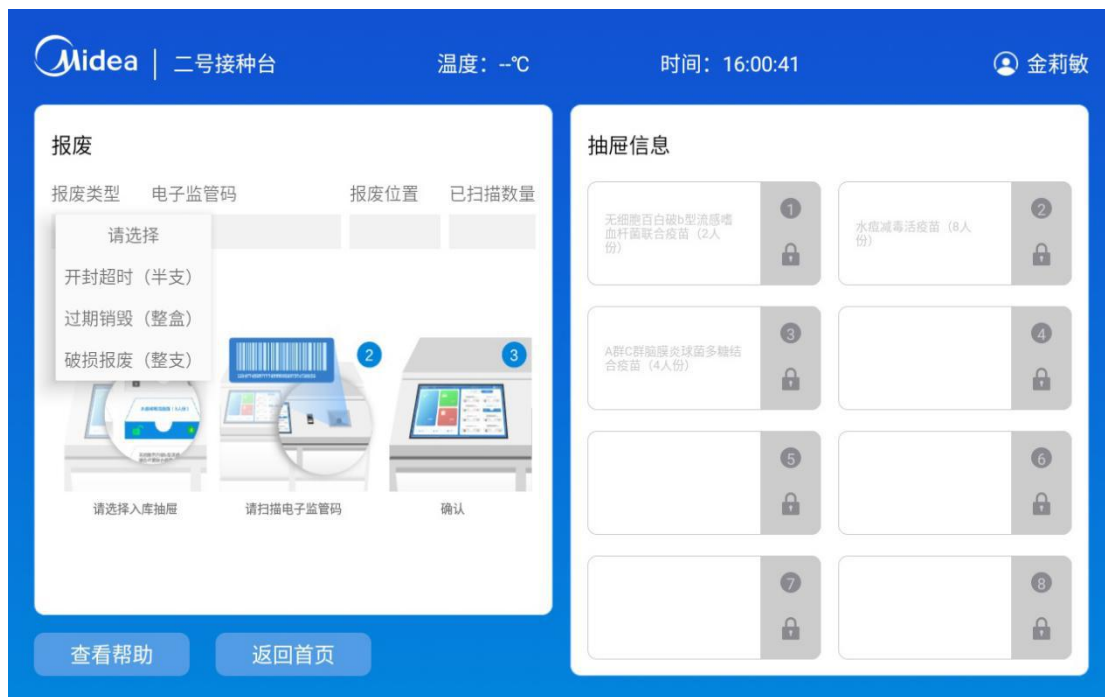 Midea | 二号接种台
温度：--℃
时间：16:00:41
金莉敏
报废
报废类型 电子监管码 报废位置 已扫描数量
请选择
开封超时（半支）
过期销毁（整盒）
破损报废（整支）
2
3
请选择入库抽屉
请扫描电子监管码
确认
查看帮助
返回首页
抽屉信息
无细胞百白破b型流感嗜
血杆菌联合疫苗（2人
份）
1
水痘减毒活疫苗（8人
份）
2
A群C群脑膜炎球菌多糖结
合疫苗（4人份）
3
4
5
6
7
8